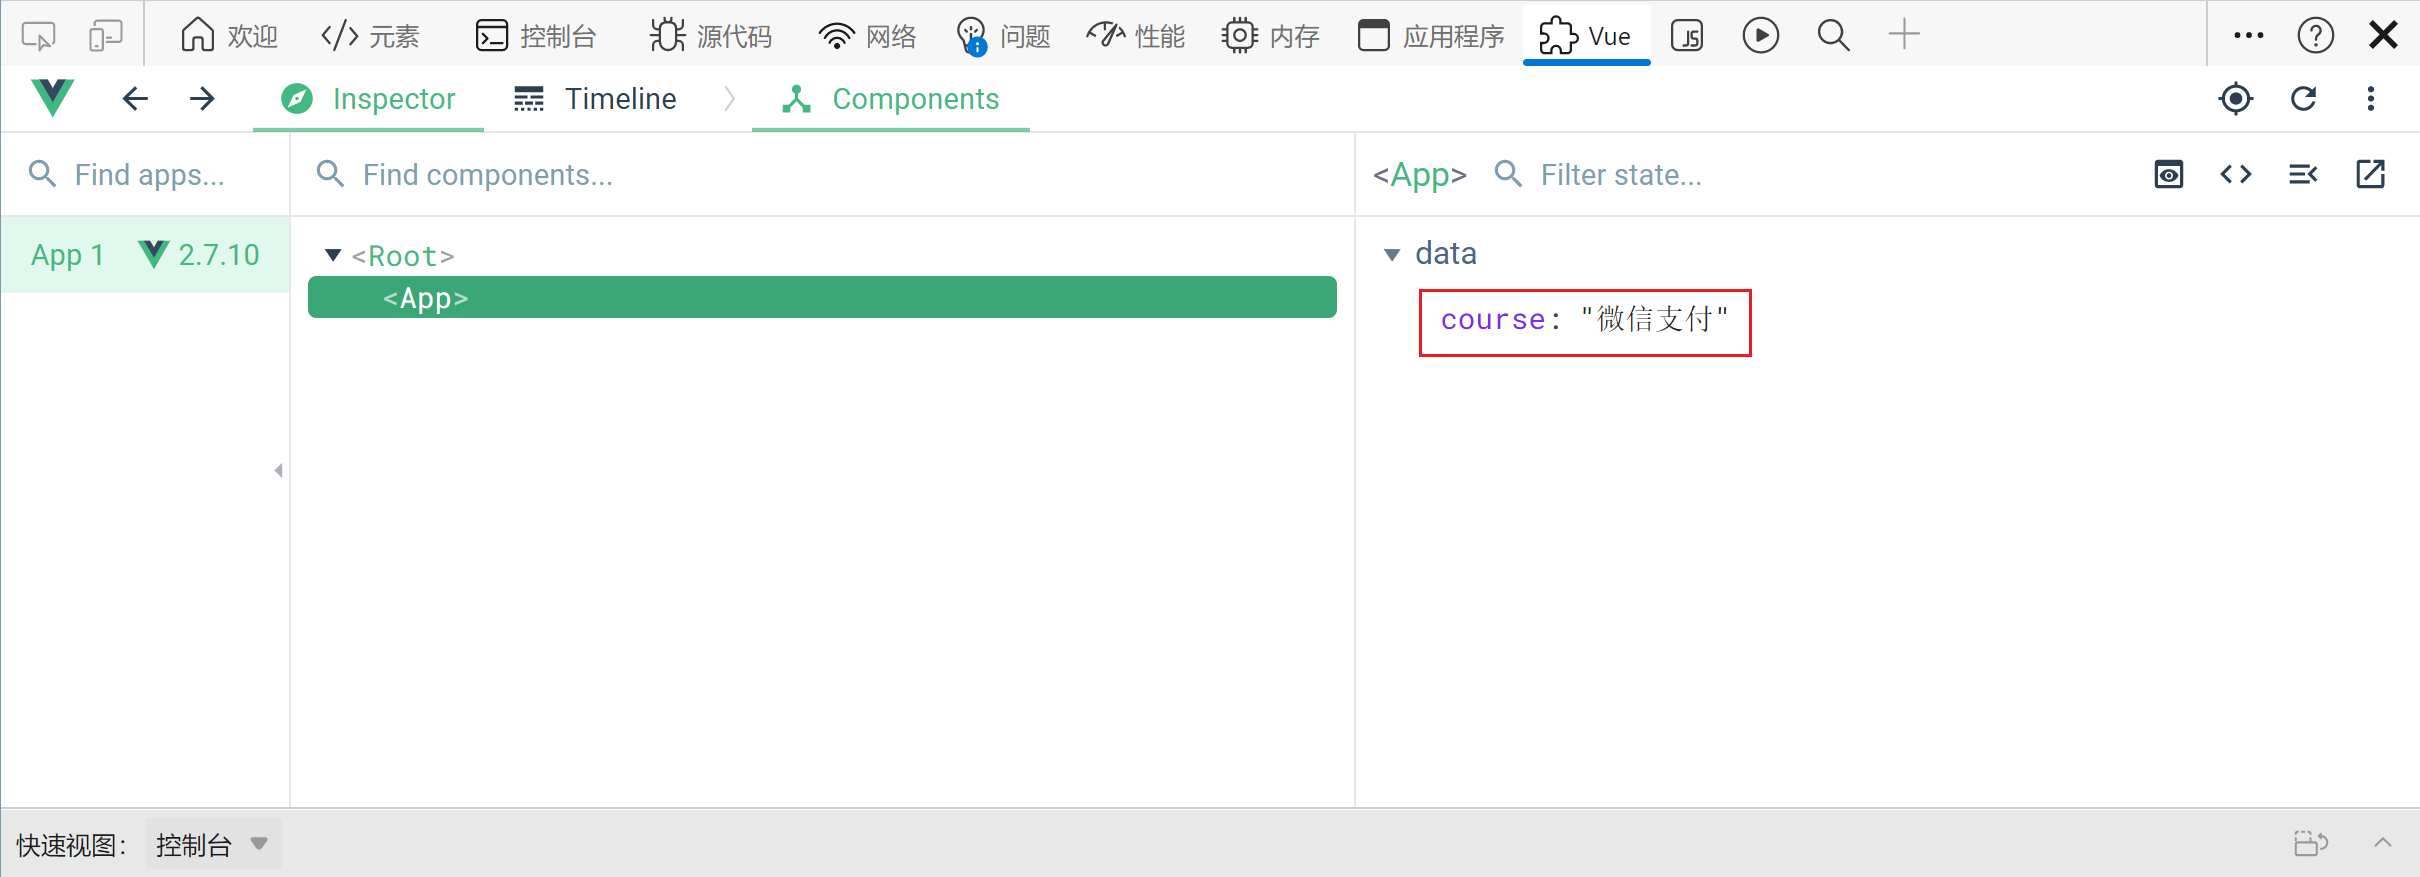 欢迎 元素 控制台 源代码 网络 问题 性能 内存 应用程序 Vue JS
Inspector Timeline Components
Find apps... Find components... <App> Filter state...
App 1 2.7.10 <Root> data
<App>
course: "微信支付"
快速视图: 控制台